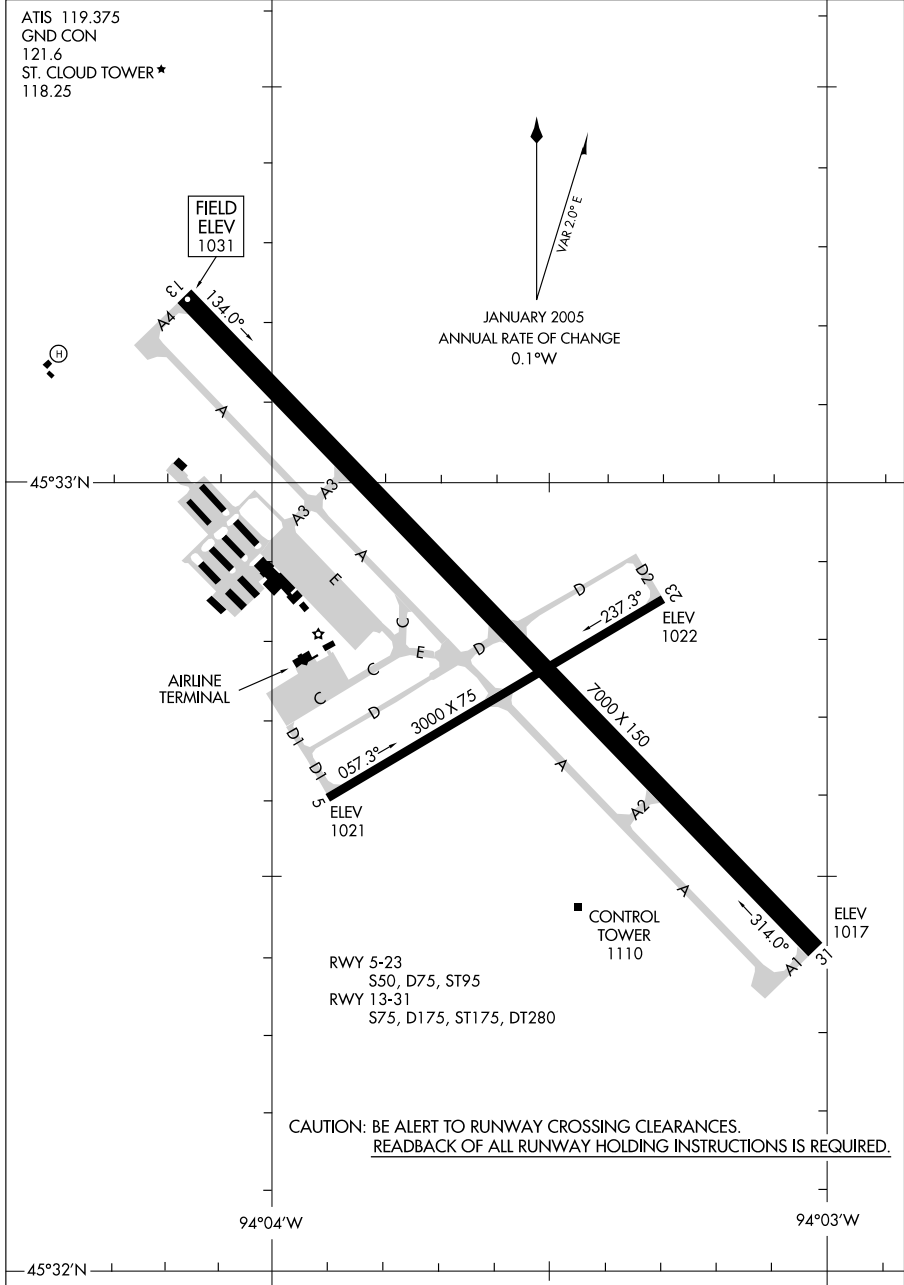 ATIS 119.375
GND CON
121.6
ST. CLOUD TOWER★
118.25
VAR 2.0° E
FIELD
ELEV
1031
JANUARY 2005
ANNUAL RATE OF CHANGE
0.1°W
13
134.0°
A4
H
A
45°33'N
A3
A3
A
E
D
D2
23
237.3°
ELEV
1022
C
E
D
C
AIRLINE
TERMINAL
C
D
3000 X 75
7000 X 150
D1
D1
057.3°
5
ELEV
1021
A
A2
A
CONTROL
TOWER
1110
314.0°
ELEV
1017
A1
31
RWY 5-23
S50, D75, ST95
RWY 13-31
S75, D175, ST175, DT280
CAUTION: BE ALERT TO RUNWAY CROSSING CLEARANCES.
READBACK OF ALL RUNWAY HOLDING INSTRUCTIONS IS REQUIRED.
94°04'W
94°03'W
45°32'N